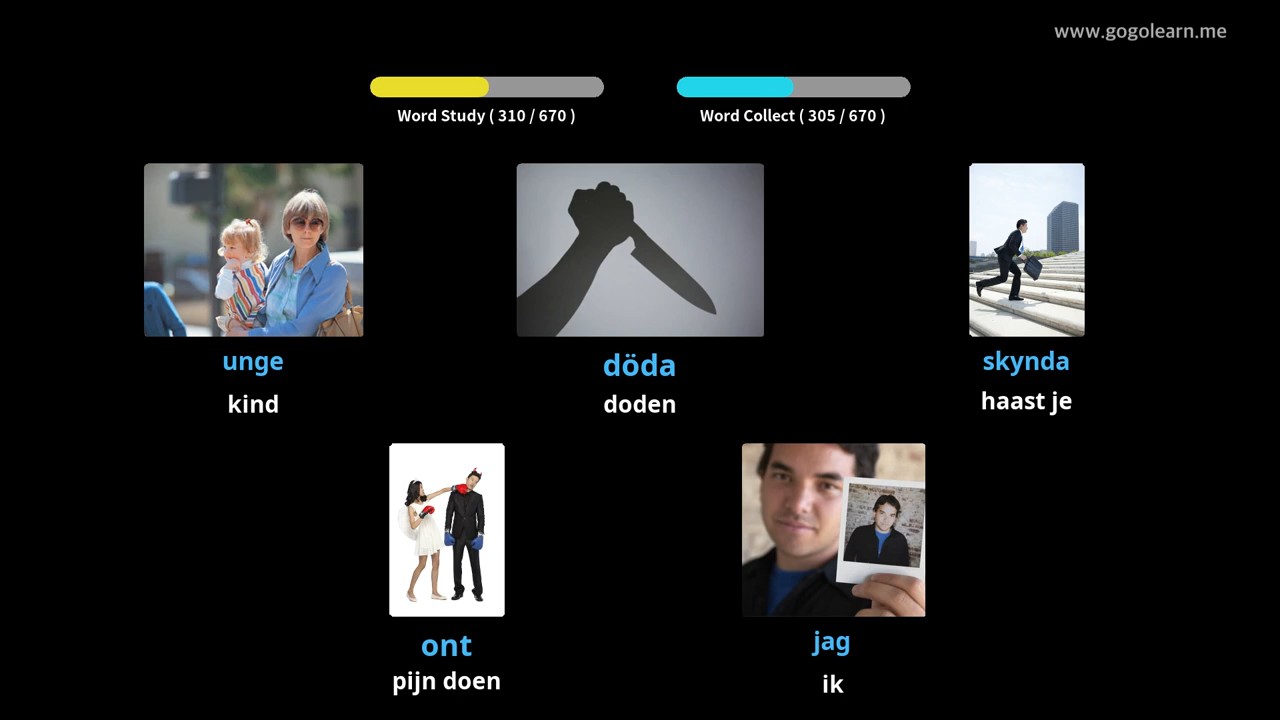 www.gogolearn.me
Word Study ( 310 / 670 )
Word Collect ( 305 / 670 )
unge
kind
döda
doden
skynda
haast je
ont
pijn doen
jag
ik